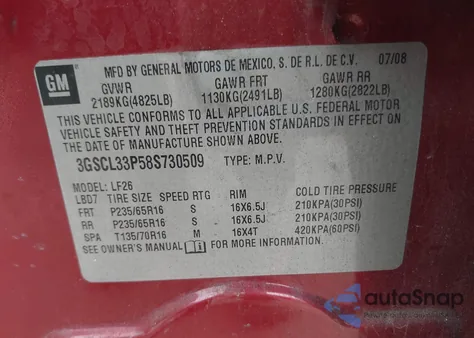 GM
MFD BY GENERAL MOTORS DE MEXICO, S. DE R.L. DE C.V. 07/08
GVWR GAWR FRT GAWR RR
2189KG(4825LB) 1130KG(2491LB) 1280KG(2822LB)
THIS VEHICLE CONFORMS TO ALL APPLICABLE U.S. FEDERAL MOTOR
VEHICLE SAFETY AND THEFT PREVENTION STANDARDS IN EFFECT ON
THE DATE OF MANUFACTURE SHOWN ABOVE.
3GSCL33P58S730509 TYPE: M.P.V.
MODEL: LF26
LBD7 TIRE SIZE SPEED RTG RIM COLD TIRE PRESSURE
FRT P235/65R16 S 16X6.5J 210KPA(30PSI)
RR P235/65R16 S 16X6.5J 210KPA(30PSI)
SPA T135/70R16 M 16X4T 420KPA(60PSI)
SEE OWNER'S MANUAL FOR MORE INFORMATION.
autoSnap